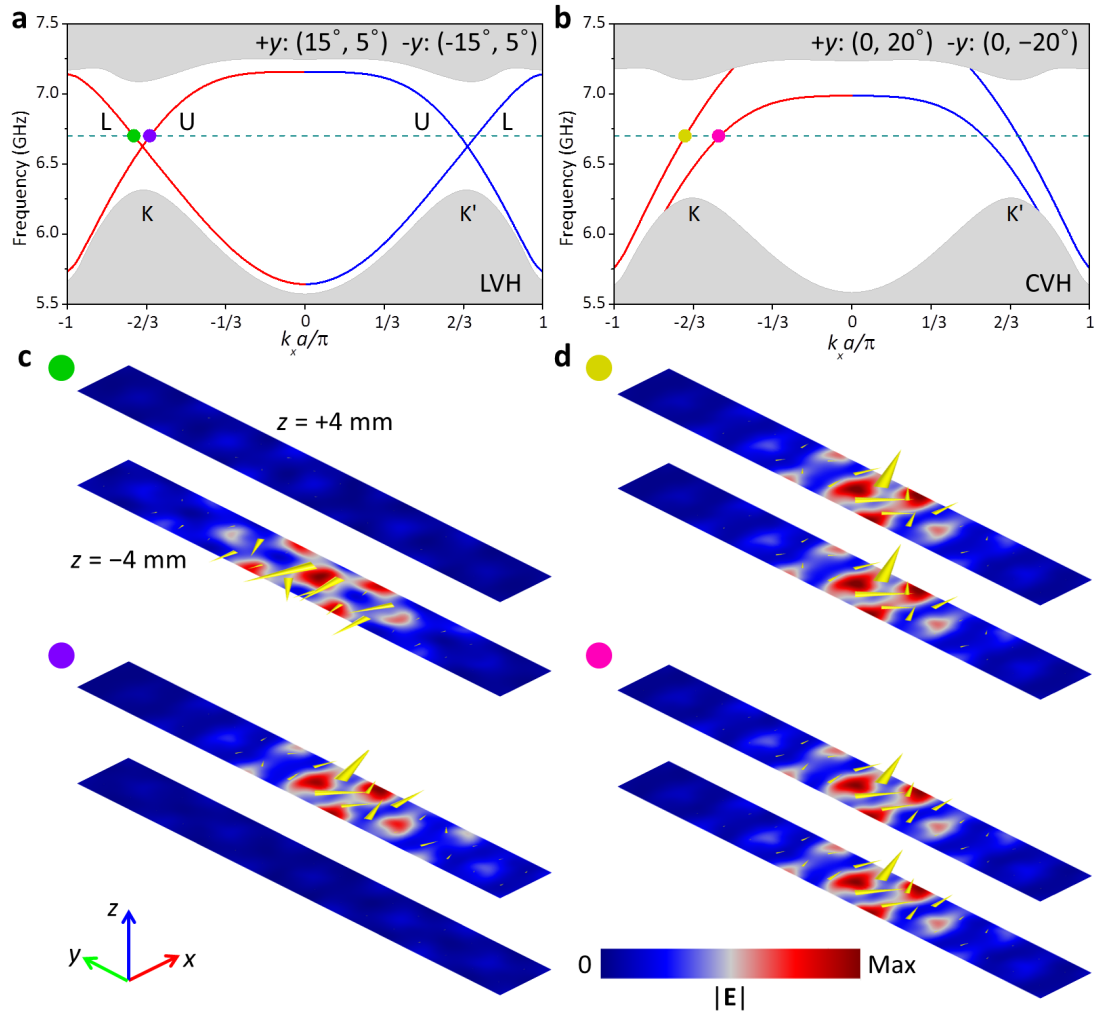 a
+y: (15°, 5°) -y: (-15°, 5°)
7.5
7.0
6.5
6.0
5.5
Frequency (GHz)
L U U L
K K'
LVH
-1 -2/3 -1/3 0 1/3 2/3 1
kₓa/π
b
+y: (0, 20°) -y: (0, −20°)
7.5
7.0
6.5
6.0
5.5
Frequency (GHz)
K K'
CVH
-1 -2/3 -1/3 0 1/3 2/3 1
kₓa/π
c
z = +4 mm
z = −4 mm
z
y x
d
0 Max
|E|